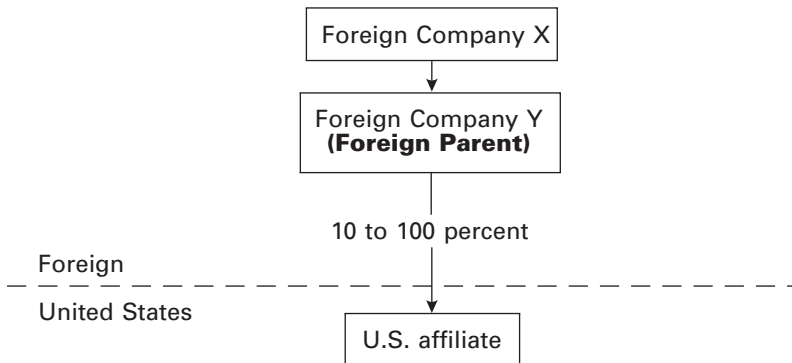 Foreign Company X
Foreign Company Y
(Foreign Parent)
10 to 100 percent
Foreign
United States
U.S. affiliate